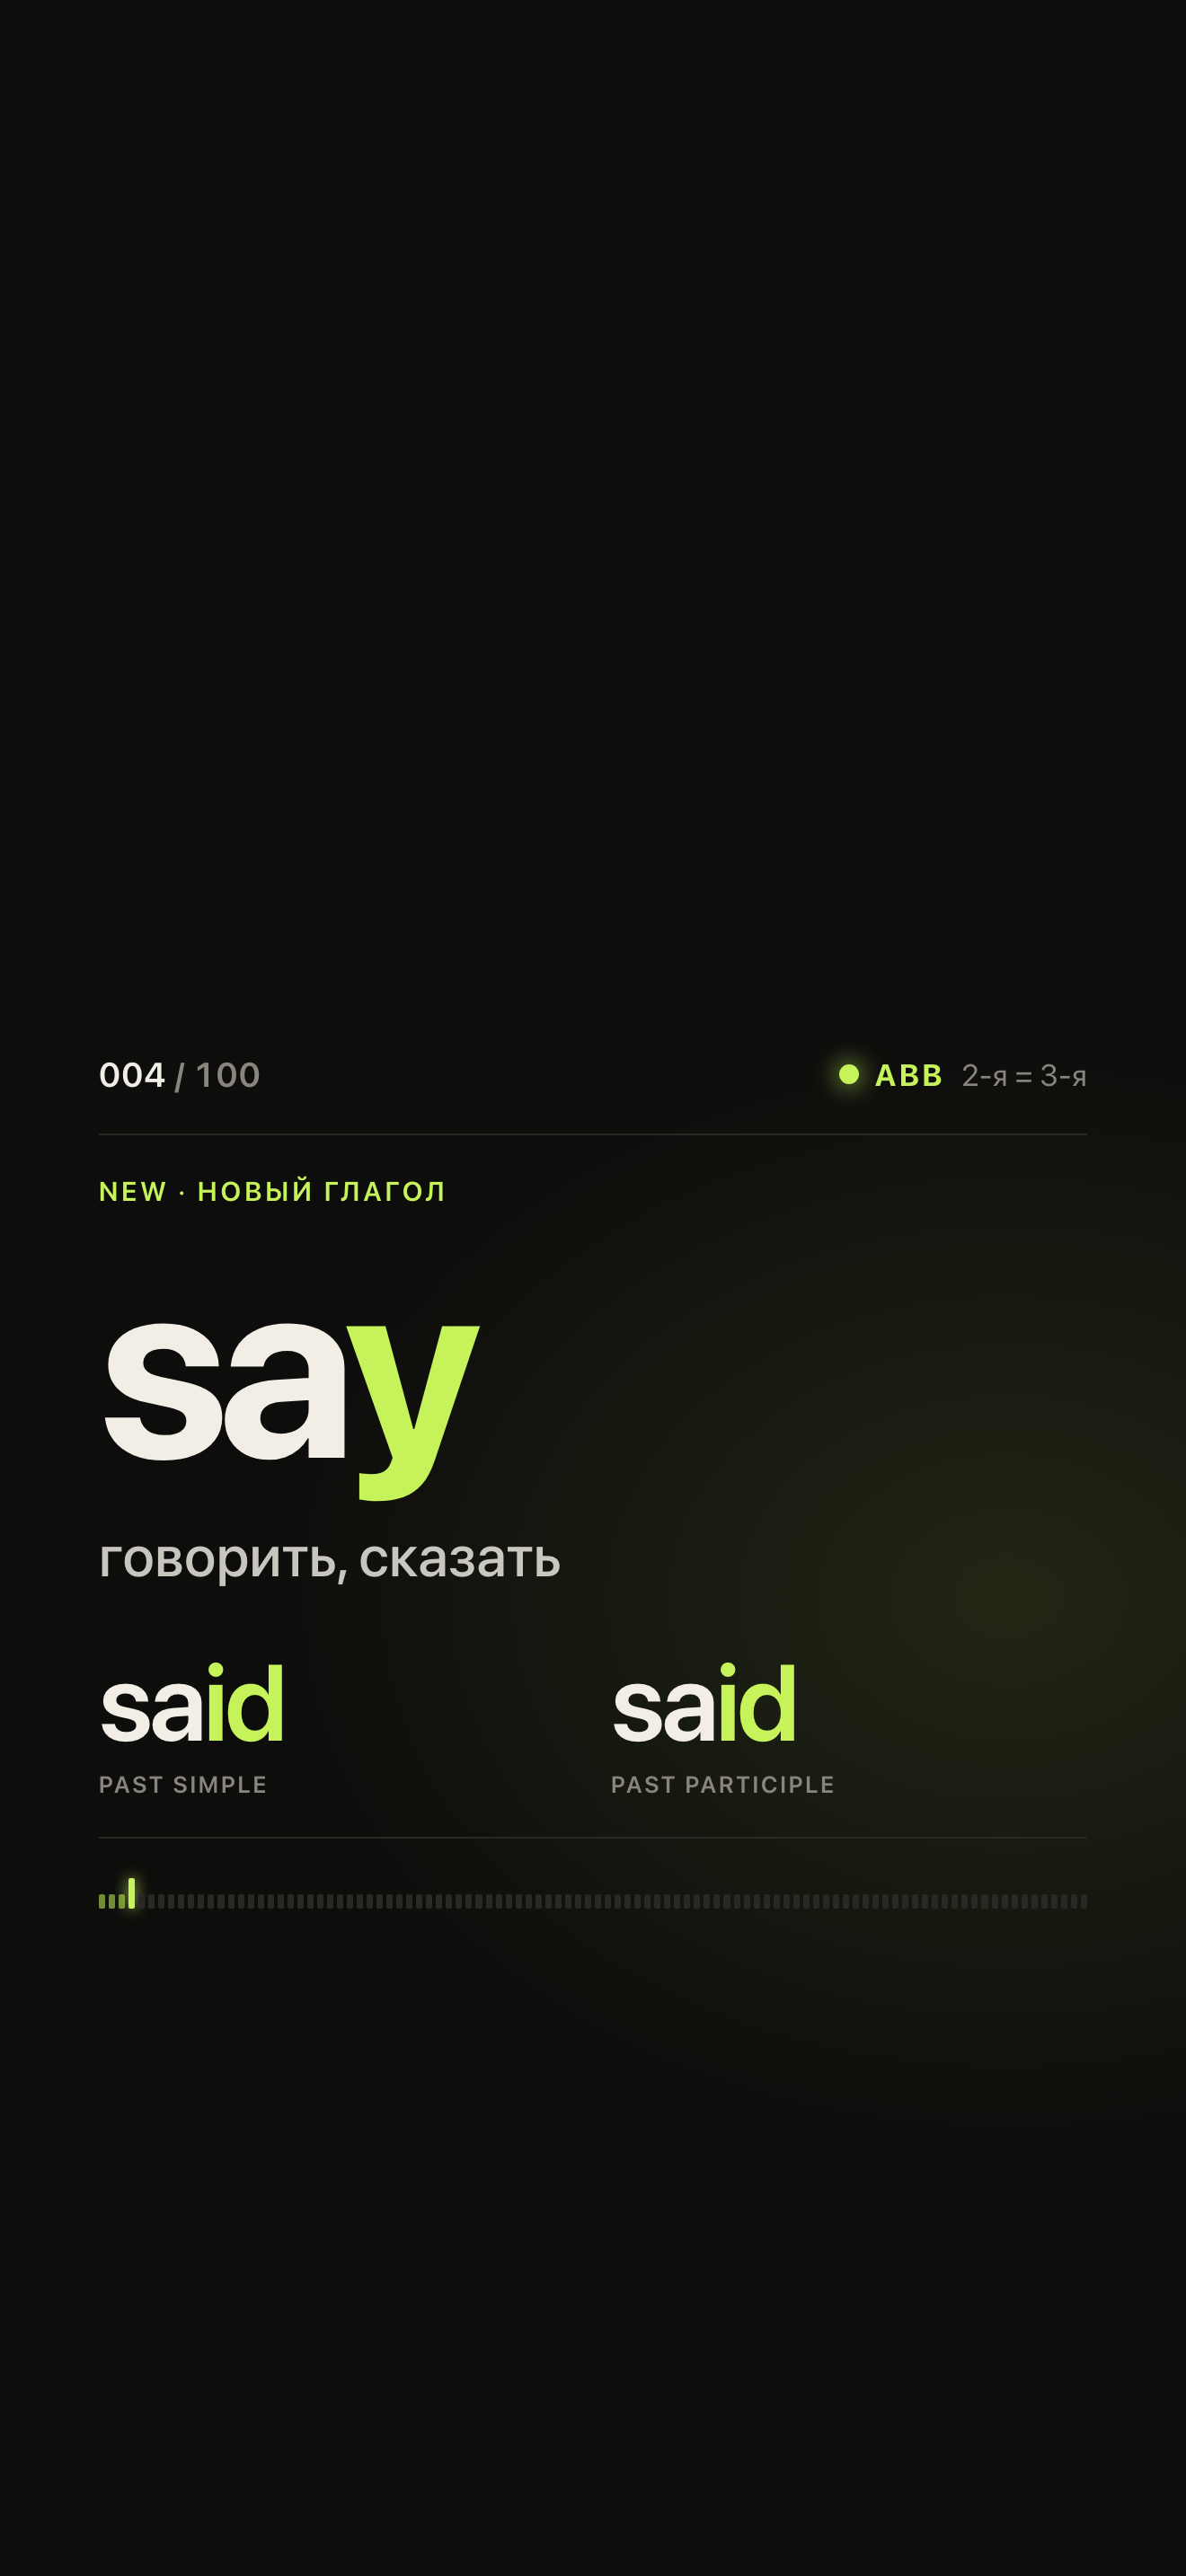 004 / 100
ABB 2-я = 3-я
NEW · НОВЫЙ ГЛАГОЛ
say
говорить, сказать
said said
PAST SIMPLE PAST PARTICIPLE